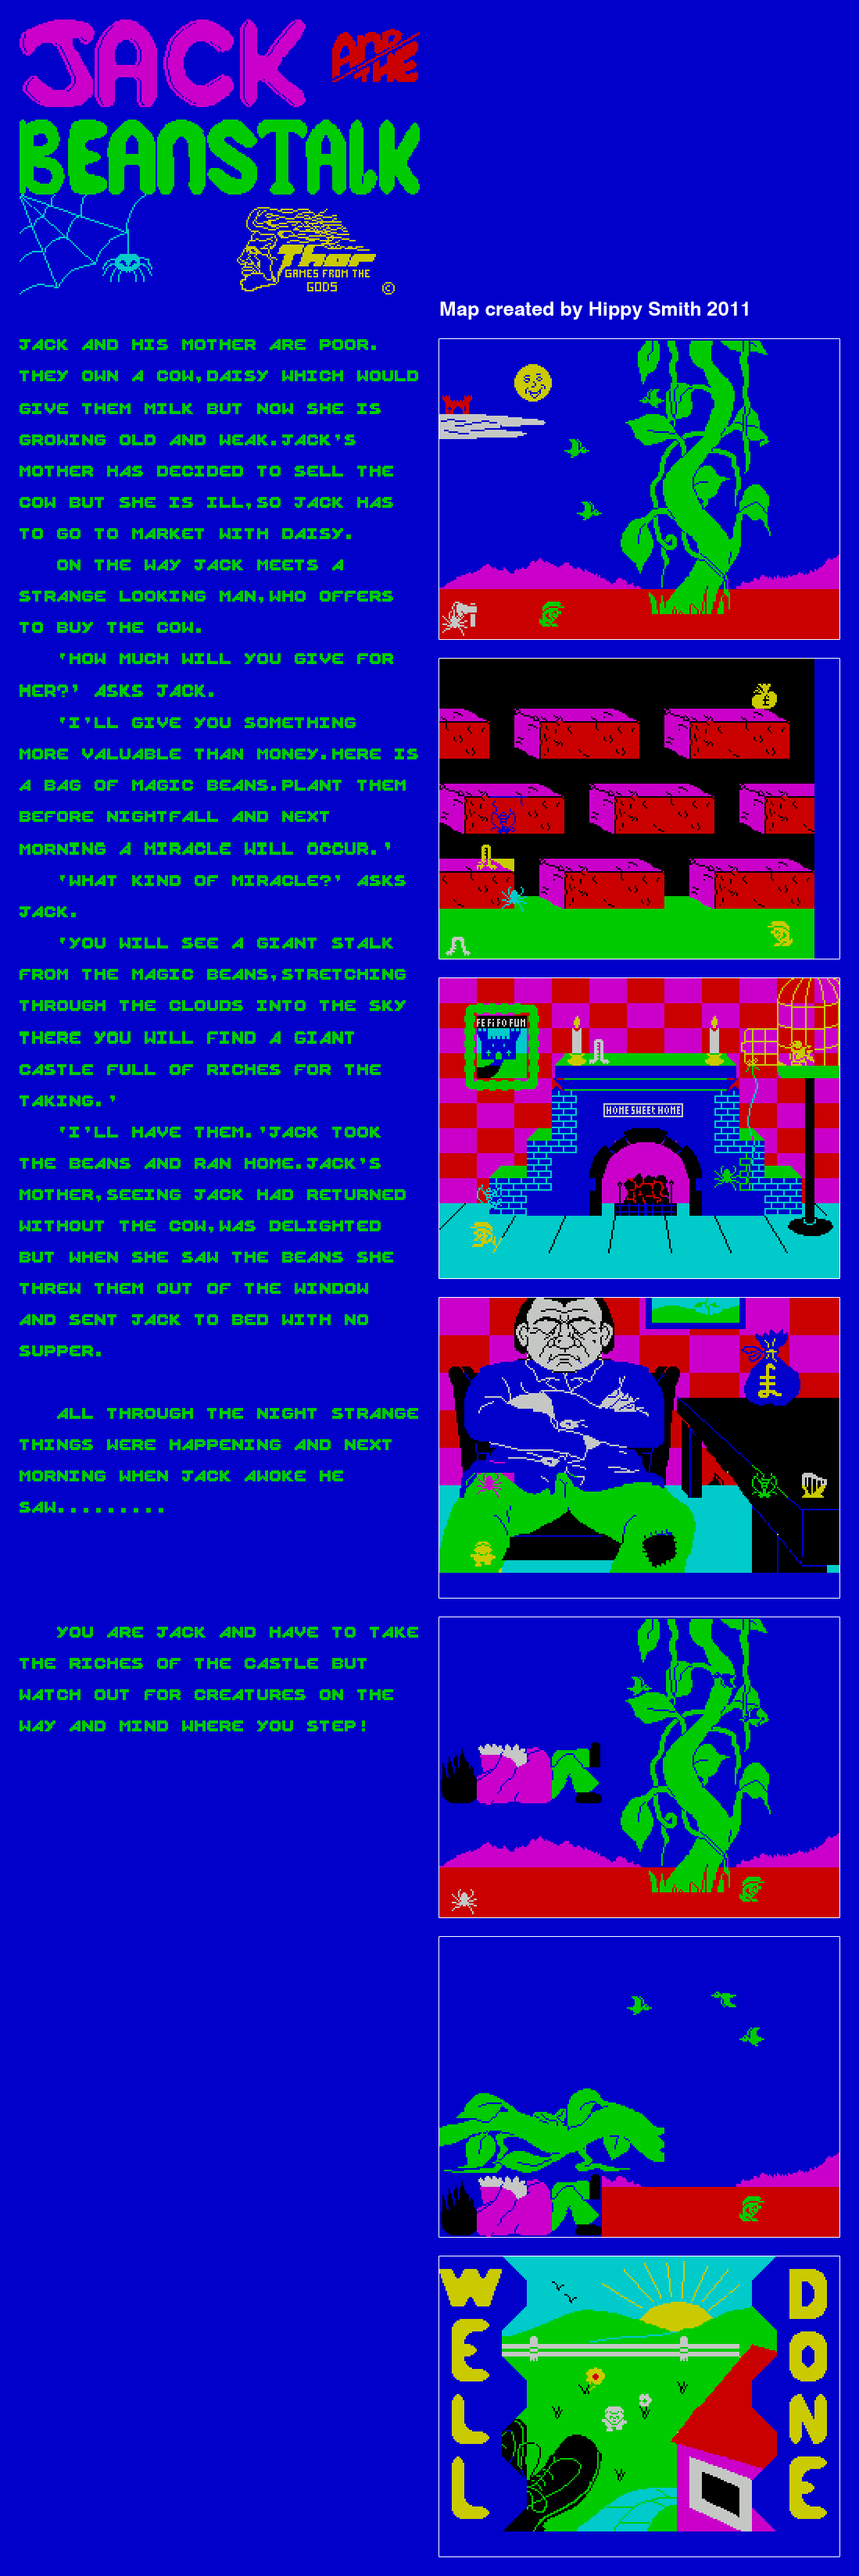 JACK AND THE
BEANSTALK
Thor
GAMES FROM THE
GODS ©
Map created by Hippy Smith 2011
JACK AND HIS MOTHER ARE POOR.
THEY OWN A COW,DAISY WHICH WOULD
GIVE THEM MILK BUT NOW SHE IS
GROWING OLD AND WEAK.JACK'S
MOTHER HAS DECIDED TO SELL THE
COW BUT SHE IS ILL,SO JACK HAS
TO GO TO MARKET WITH DAISY.
ON THE WAY JACK MEETS A
STRANGE LOOKING MAN,WHO OFFERS
TO BUY THE COW.
'HOW MUCH WILL YOU GIVE FOR
HER?' ASKS JACK.
'I'LL GIVE YOU SOMETHING
MORE VALUABLE THAN MONEY.HERE IS
A BAG OF MAGIC BEANS.PLANT THEM
BEFORE NIGHTFALL AND NEXT
MORNING A MIRACLE WILL OCCUR.'
'WHAT KIND OF MIRACLE?' ASKS
JACK.
'YOU WILL SEE A GIANT STALK
FROM THE MAGIC BEANS,STRETCHING
THROUGH THE CLOUDS INTO THE SKY
THERE YOU WILL FIND A GIANT
CASTLE FULL OF RICHES FOR THE
TAKING.'
'I'LL HAVE THEM.'JACK TOOK
THE BEANS AND RAN HOME.JACK'S
MOTHER,SEEING JACK HAD RETURNED
WITHOUT THE COW,WAS DELIGHTED
BUT WHEN SHE SAW THE BEANS SHE
THREW THEM OUT OF THE WINDOW
AND SENT JACK TO BED WITH NO
SUPPER.
ALL THROUGH THE NIGHT STRANGE
THINGS WERE HAPPENING AND NEXT
MORNING WHEN JACK AWOKE HE
SAW.........
YOU ARE JACK AND HAVE TO TAKE
THE RICHES OF THE CASTLE BUT
WATCH OUT FOR CREATURES ON THE
WAY AND MIND WHERE YOU STEP!
£
FE Fi FO FUM
HOME SWEEt HOME
£
WELL
DONE